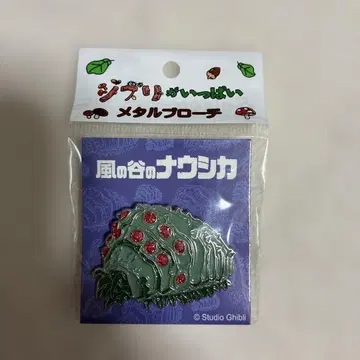 ジブリがいっぱい
メタルブローチ
風の谷のナウシカ
© Studio Ghibli